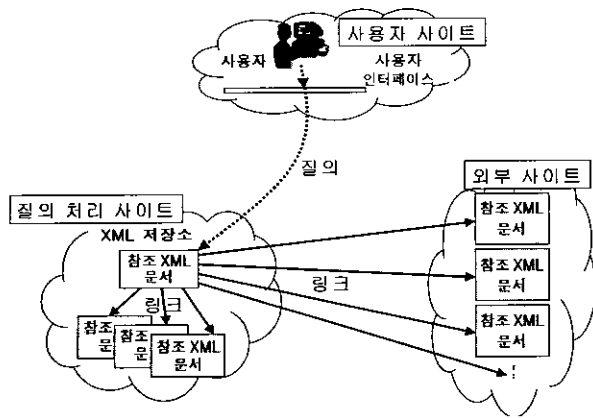 사용자 사이트
사용자
사용자
인터페이스
질의
질의 처리 사이트
XML 저장소
참조 XML
문서
링크
참조
문
참조
문
참조 XML
문서
링크
외부 사이트
참조 XML
문서
참조 XML
문서
참조 XML
문서